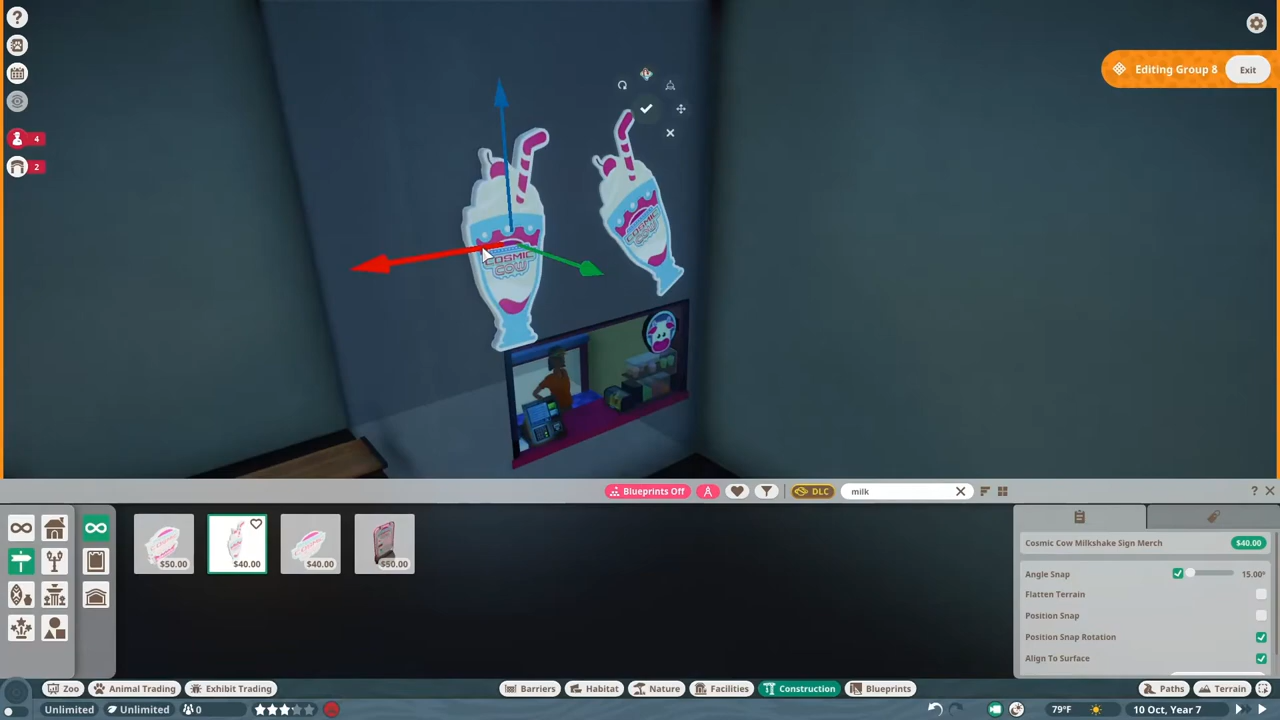 Editing Group 8
Exit
4
2
COSMIC
COW
COSMIC
COW
Blueprints Off
DLC
milk
$50.00
$40.00
$40.00
$50.00
Cosmic Cow Milkshake Sign Merch
$40.00
Angle Snap
15.00°
Flatten Terrain
Position Snap
Position Snap Rotation
Align To Surface
Zoo
Animal Trading
Exhibit Trading
Barriers
Habitat
Nature
Facilities
Construction
Blueprints
Paths
Terrain
Unlimited
Unlimited
0
79°F
10 Oct, Year 7